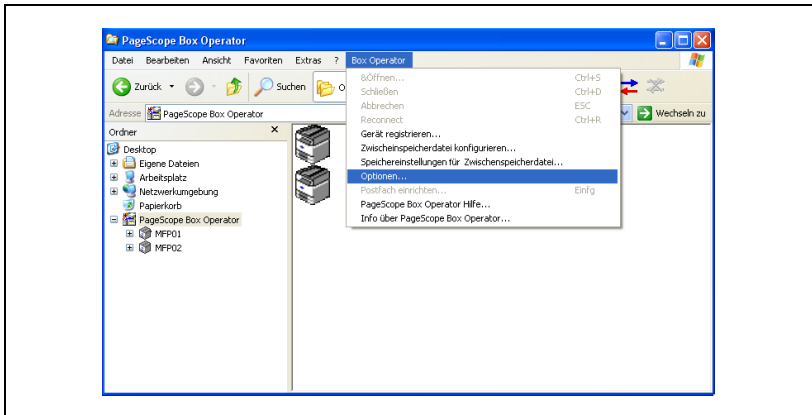 PageScope Box Operator
Datei Bearbeiten Ansicht Favoriten Extras ? Box Operator
Zurück Suchen O
Adresse PageScope Box Operator Wechseln zu
Ordner ×
Desktop
Eigene Dateien
Arbeitsplatz
Netzwerkumgebung
Papierkorb
PageScope Box Operator
MFP01
MFP02
&Öffnen... Ctrl+S
Schließen Ctrl+D
Abbrechen ESC
Reconnect Ctrl+R
Gerät registrieren...
Zwischeinspeicherdatei konfigurieren...
Speichereinstellungen für Zwischenspeicherdatei...
Optionen...
Postfach einrichten... Einfg
PageScope Box Operator Hilfe...
Info über PageScope Box Operator...